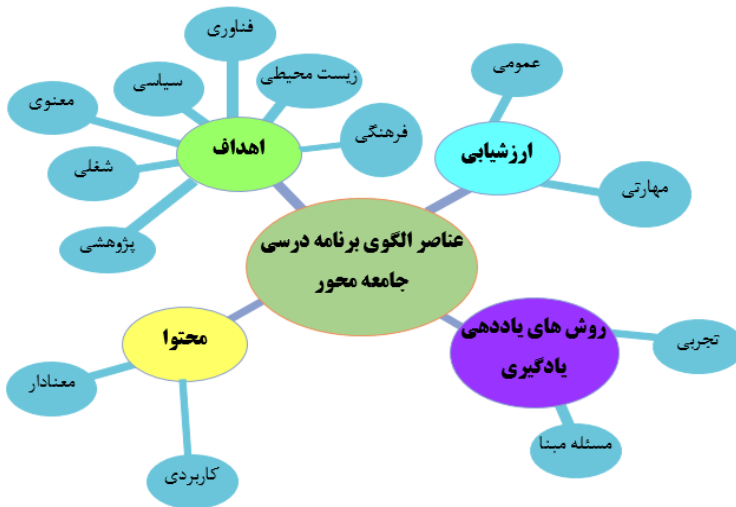 عناصر الگوی برنامه درسی
جامعه محور
اهداف
فناوری
زیست محیطی
سیاسی
فرهنگی
معنوی
شغلی
پژوهشی
ارزشیابی
عمومی
مهارتی
روش های یاددهی
یادگیری
تجربی
مسئله مبنا
محتوا
معنادار
کاربردی